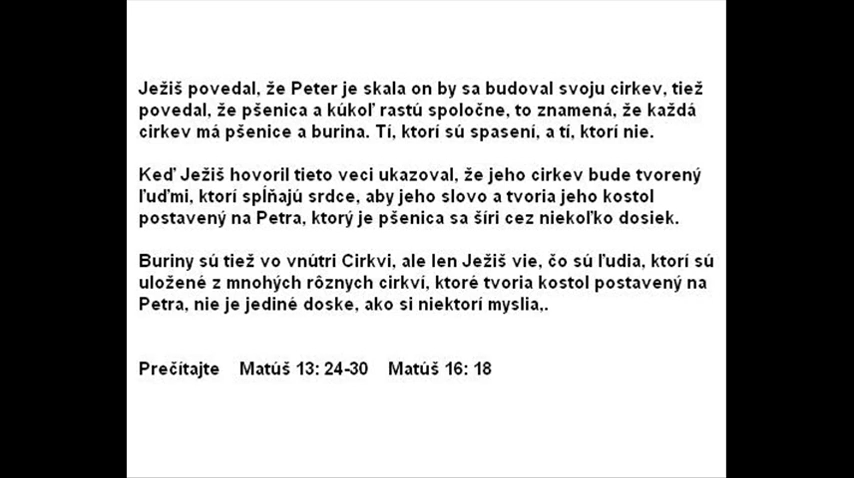 Ježiš povedal, že Peter je skala on by sa budoval svoju cirkev, tiež
povedal, že pšenica a kúkoľ rastú spoločne, to znamená, že každá
cirkev má pšenice a burina. Tí, ktorí sú spasení, a tí, ktorí nie.
Keď Ježiš hovoril tieto veci ukazoval, že jeho cirkev bude tvorený
ľuďmi, ktorí spĺňajú srdce, aby jeho slovo a tvoria jeho kostol
postavený na Petra, ktorý je pšenica sa šíri cez niekoľko dosiek.
Buriny sú tiež vo vnútri Cirkvi, ale len Ježiš vie, čo sú ľudia, ktorí sú
uložené z mnohých rôznych cirkví, ktoré tvoria kostol postavený na
Petra, nie je jediné doske, ako si niektorí myslia,.
Prečítajte Matúš 13: 24-30 Matúš 16: 18